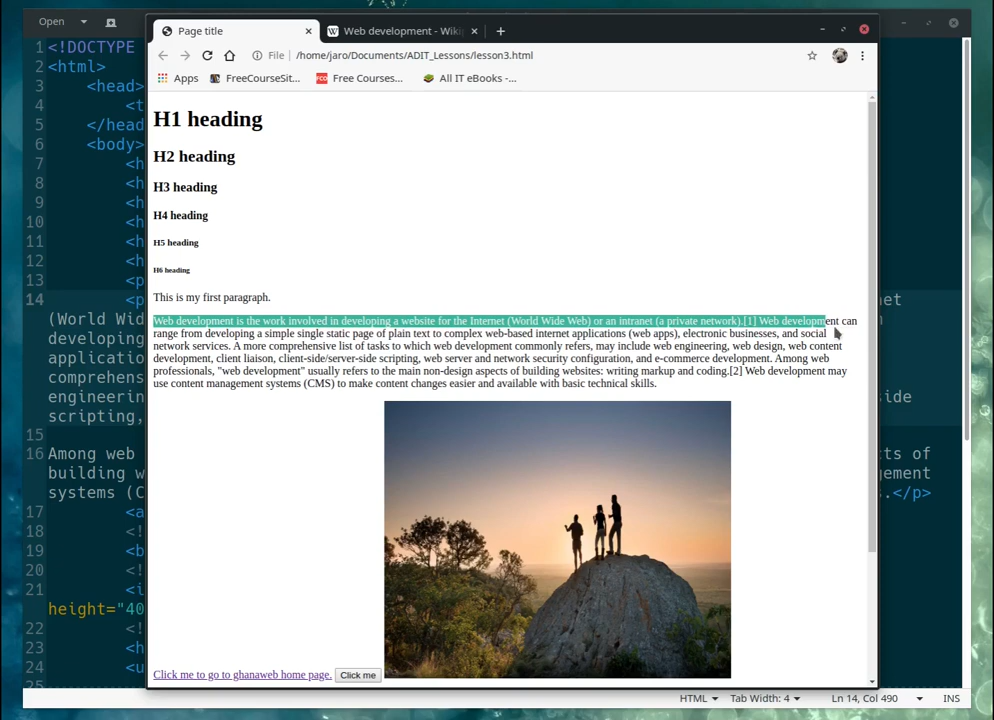 Open
Page title
Web development - Wiki
File /home/jaro/Documents/ADIT_Lessons/lesson3.html
Apps FreeCourseSit... FCO Free Courses... All IT eBooks -...
1 <!DOCTYPE
2 <html>
3 <head>
4 <t
5 </head
6 <body>
7 <h
8 <h
9 <h
10 <h
11 <h
12 <h
13 <p
14 <p
(World Wid
developing
applicatio
comprehens
engineerin
scripting,
15
16 Among web
building w
systems (C
17 <a
18 <!
19 <b
20 <!
21 <i
height="40
22 <!
23 <h
24 <u
25
H1 heading
H2 heading
H3 heading
H4 heading
H5 heading
H6 heading
This is my first paragraph.
Web development is the work involved in developing a website for the Internet (World Wide Web) or an intranet (a private network).[1] Web development can
range from developing a simple single static page of plain text to complex web-based internet applications (web apps), electronic businesses, and social
network services. A more comprehensive list of tasks to which web development commonly refers, may include web engineering, web design, web content
development, client liaison, client-side/server-side scripting, web server and network security configuration, and e-commerce development. Among web
professionals, "web development" usually refers to the main non-design aspects of building websites: writing markup and coding.[2] Web development may
use content management systems (CMS) to make content changes easier and available with basic technical skills.
Click me to go to ghanaweb home page. Click me
net
side
cts of
gement
s.</p>
HTML Tab Width: 4 Ln 14, Col 490 INS